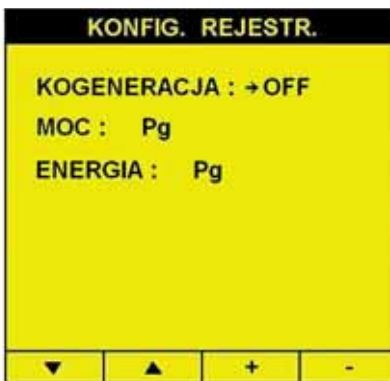 KONFIG. REJESTR.
KOGENERACJA : →OFF
MOC : Pg
ENERGIA : Pg
▼ ▲ + -